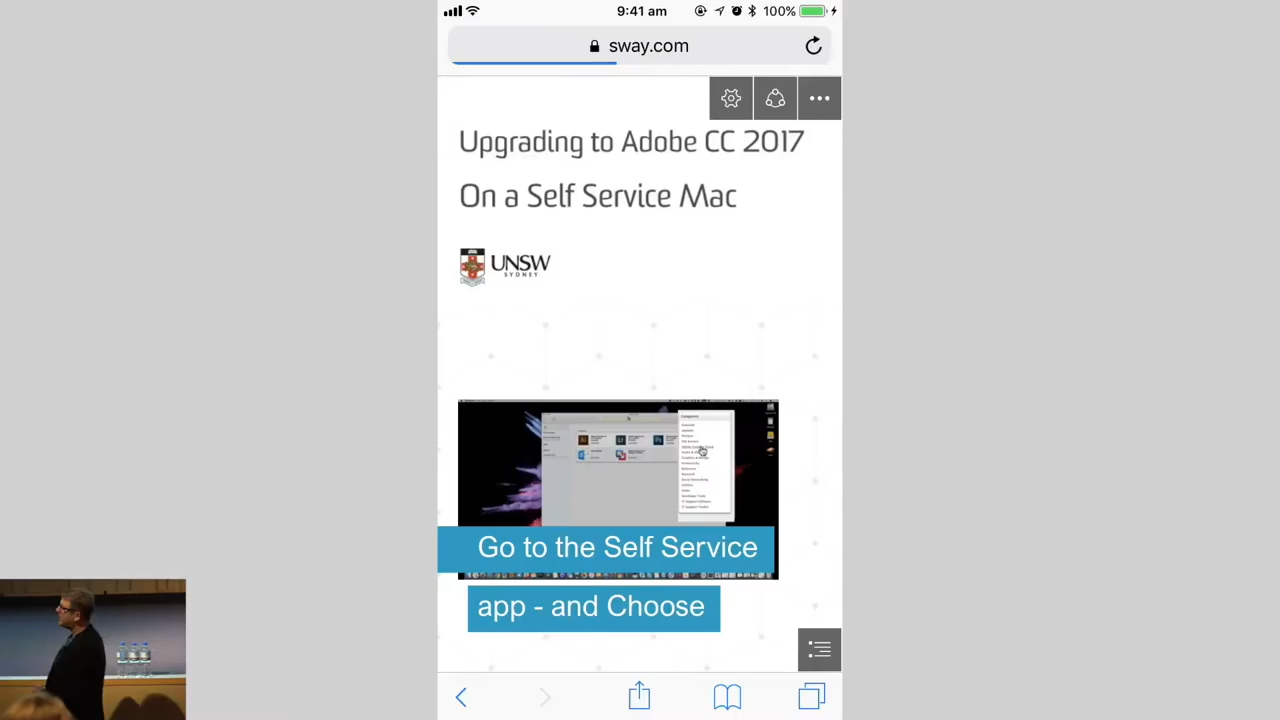 9:41 am
100%
sway.com
Upgrading to Adobe CC 2017
On a Self Service Mac
UNSW
SYDNEY
Go to the Self Service
app - and Choose